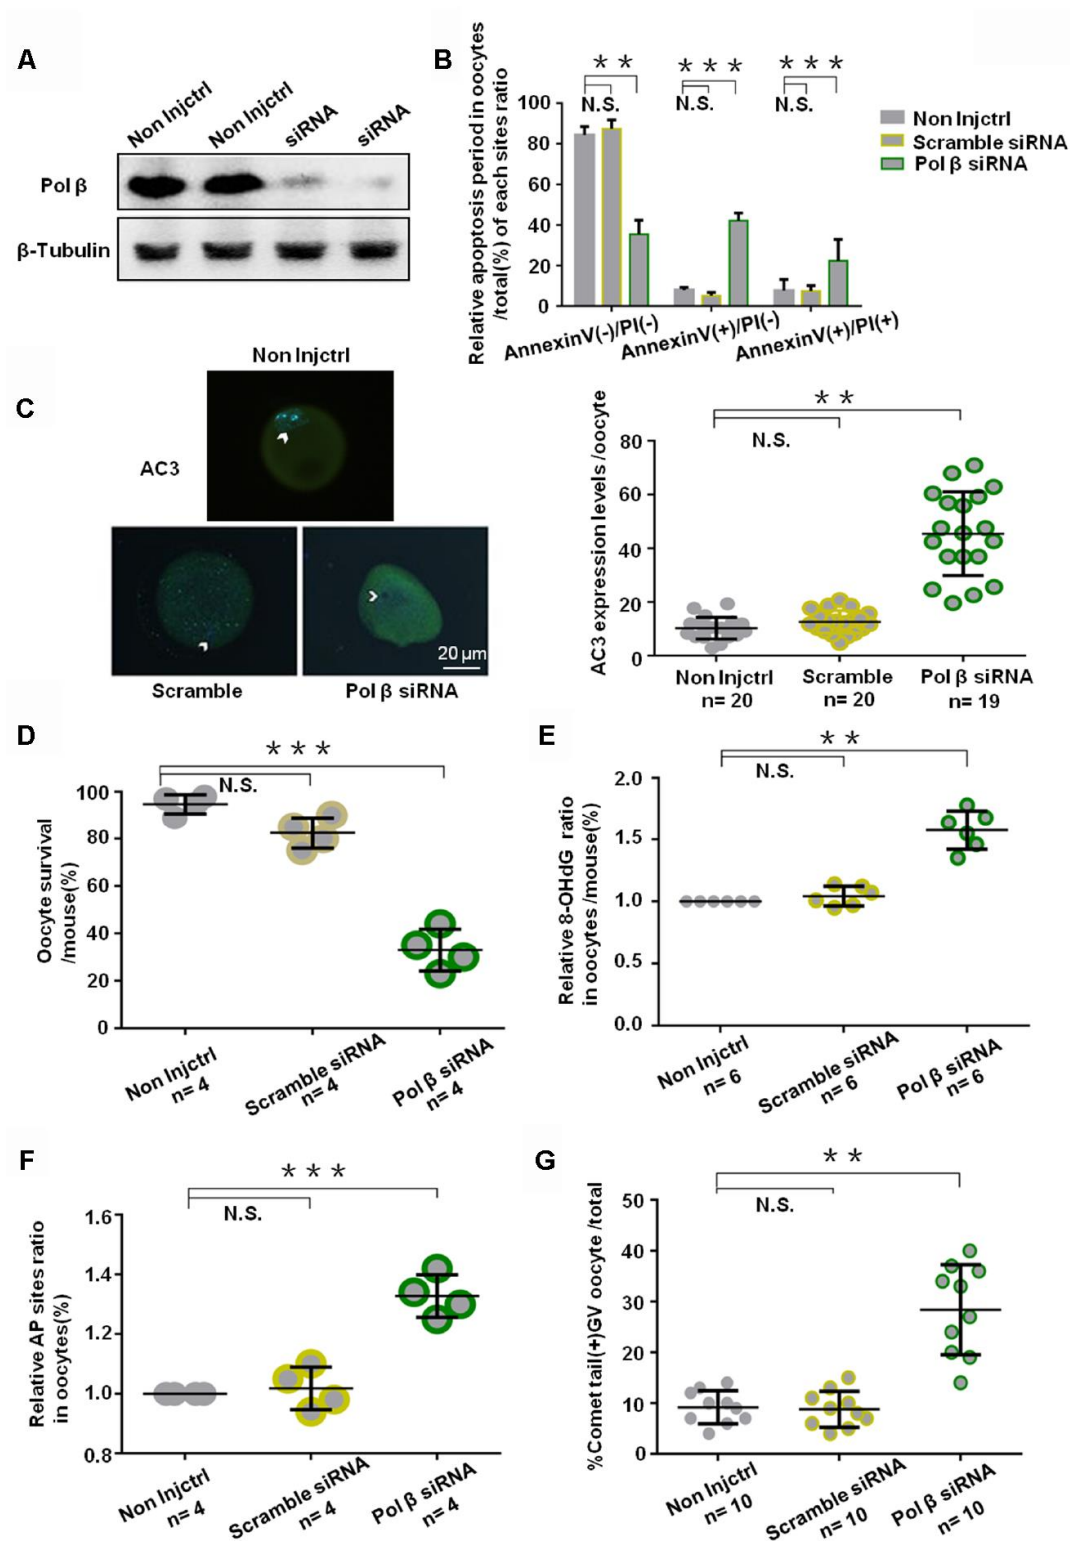 A
Non Injctrl
Non Injctrl
siRNA
siRNA
Pol β
β-Tubulin
B
Relative apoptosis period in oocytes
/total(%) of each sites ratio
100
80
60
40
20
0
* *
N.S.
* * *
N.S.
* * *
N.S.
AnnexinV(-)/PI(-)
AnnexinV(+)/PI(-)
AnnexinV(+)/PI(+)
Non Injctrl
Scramble siRNA
Pol β siRNA
C
Non Injctrl
AC3
20 µm
Scramble
Pol β siRNA
AC3 expression levels /oocyte
80
60
40
20
0
* *
N.S.
Non Injctrl
n= 20
Scramble
n= 20
Pol β siRNA
n= 19
D
Oocyte survival
/mouse(%)
100
80
60
40
20
0
* * *
N.S.
Non Injctrl
n= 4
Scramble siRNA
n= 4
Pol β siRNA
n= 4
E
Relative 8-OHdG ratio
in oocytes /mouse(%)
2.0
1.5
1.0
0.5
0.0
* *
N.S.
Non Injctrl
n= 6
Scramble siRNA
n= 6
Pol β siRNA
n= 6
F
Relative AP sites ratio
in oocytes(%)
1.6
1.4
1.2
1.0
0.8
* * *
N.S.
Non Injctrl
n= 4
Scramble siRNA
n= 4
Pol β siRNA
n= 4
G
%Comet tail(+)GV oocyte /total
50
40
30
20
10
0
* *
N.S.
Non Injctrl
n= 10
Scramble siRNA
n= 10
Pol β siRNA
n= 10